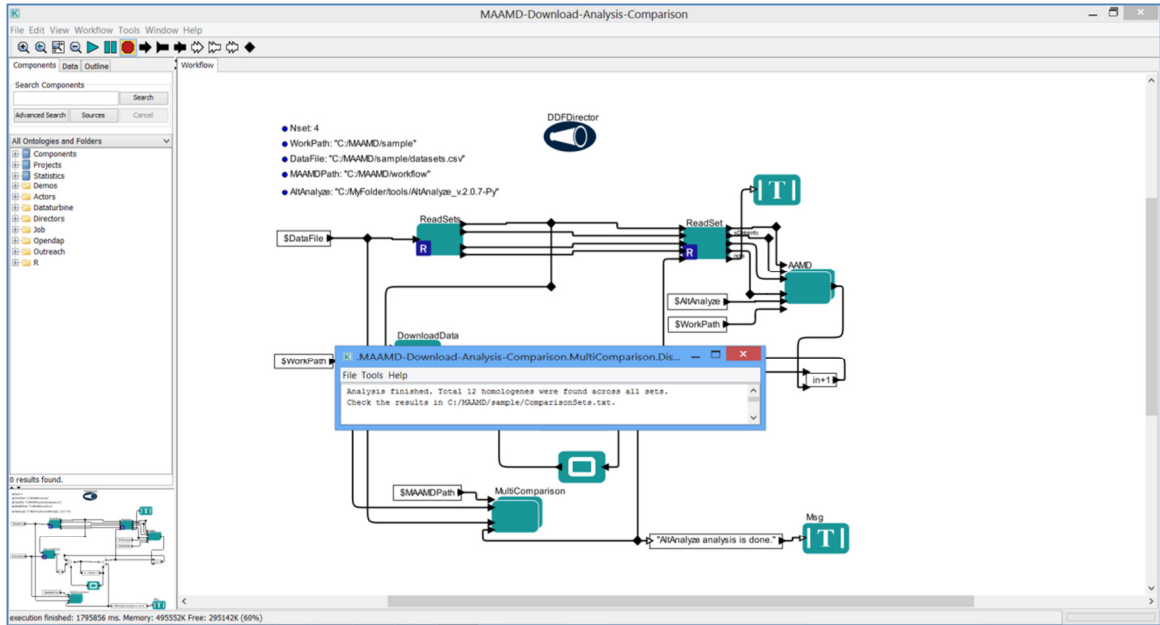 MAAMD-Download-Analysis-Comparison
File Edit View Workflow Tools Window Help
Components Data Outline
Workflow
Search Components
Search
Advanced Search Sources Cancel
All Ontologies and Folders
Components
Projects
Statistics
Demos
Actors
Dataturbine
Directors
Job
Opendap
Outreach
R
0 results found.
Nset: 4
WorkPath: "C:/MAAMD/sample"
DataFile: "C:/MAAMD/sample/datasets.csv"
MAAMDPath: "C:/MAAMD/workflow"
AltAnalyze: "C:/MyFolder/tools/AltAnalyze_v.2.0.7-Py"
DDFDirector
T
ReadSets
R
ReadSet
R
$DataFile
AAMD
$AltAnalyze
$WorkPath
DownloadData
$WorkPath
in+1
.MAAMD-Download-Analysis-Comparison.MultiComparison.Dis...
File Tools Help
Analysis finished. Total 12 homologenes were found across all sets.
Check the results in C:/MAAMD/sample/ComparisonSets.txt.
$MAAMDPath
MultiComparison
"AltAnalyze analysis is done."
Msg
T
execution finished: 1795856 ms. Memory: 495552K Free: 295142K (60%)